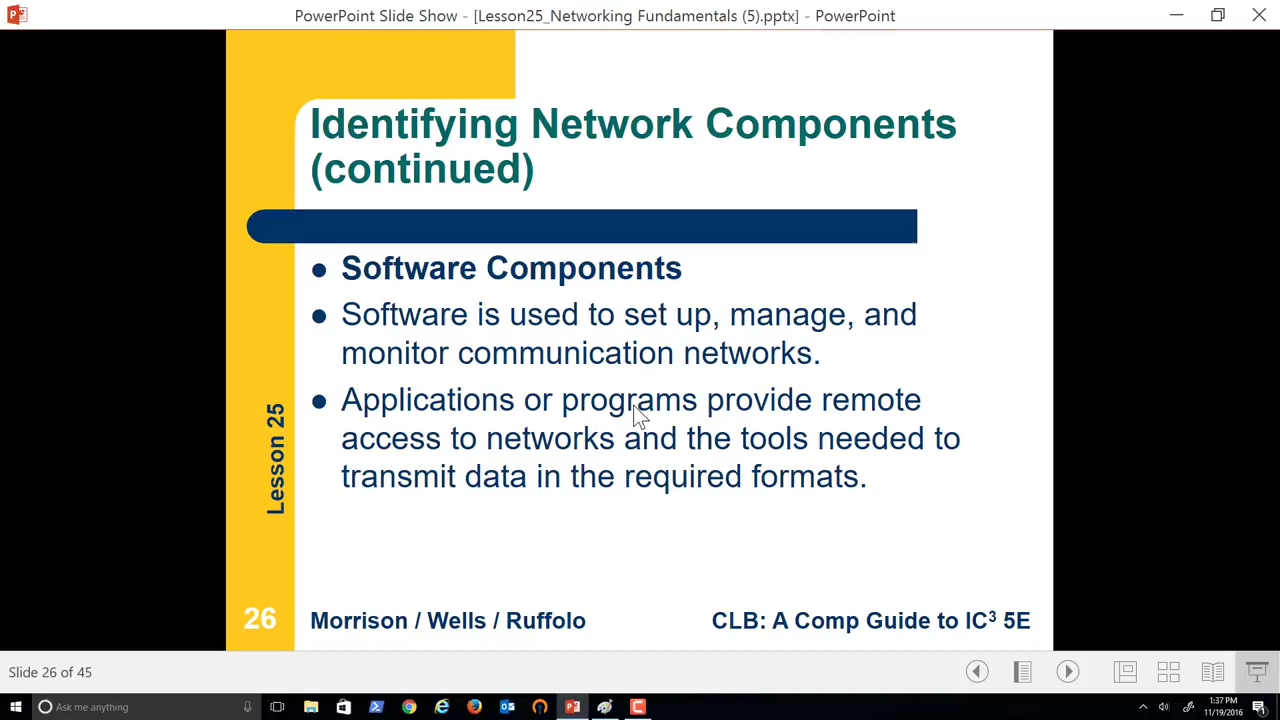 PowerPoint Slide Show - [Lesson25_Networking Fundamentals (5).pptx] - PowerPoint
Identifying Network Components
(continued)
● Software Components
● Software is used to set up, manage, and
monitor communication networks.
● Applications or programs provide remote
access to networks and the tools needed to
transmit data in the required formats.
Lesson 25
26
Morrison / Wells / Ruffolo
CLB: A Comp Guide to IC³ 5E
Slide 26 of 45
Ask me anything
1:37 PM
11/19/2016